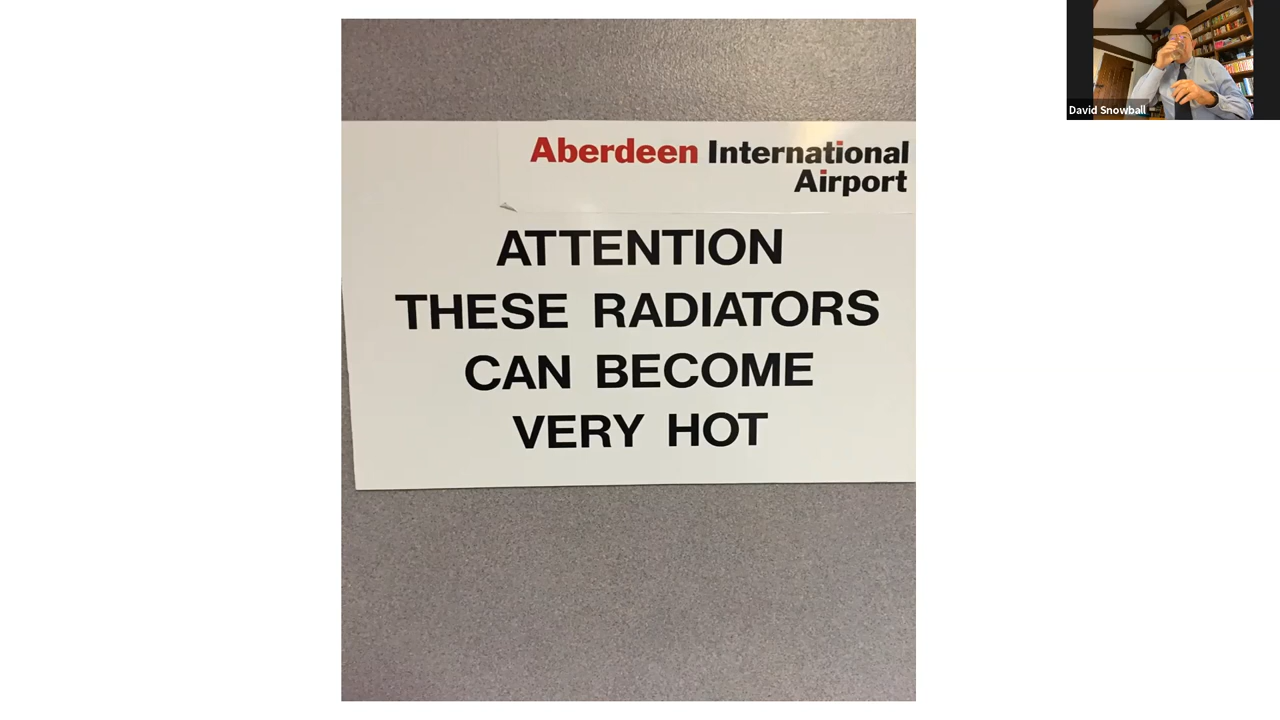 Aberdeen International
Airport
ATTENTION
THESE RADIATORS
CAN BECOME
VERY HOT
David Snowball